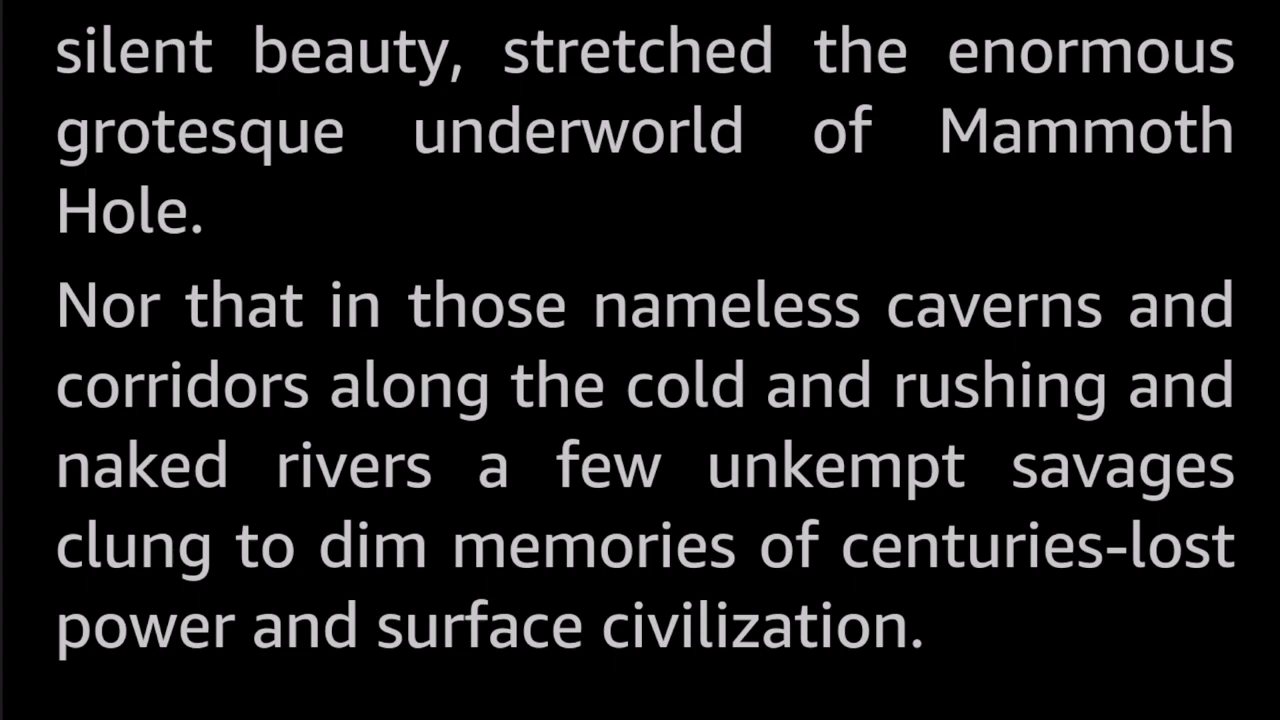 silent beauty, stretched the enormous
grotesque underworld of Mammoth
Hole.
Nor that in those nameless caverns and
corridors along the cold and rushing and
naked rivers a few unkempt savages
clung to dim memories of centuries-lost
power and surface civilization.